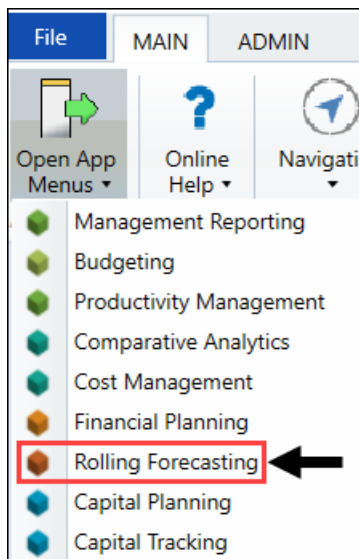 File MAIN ADMIN
Open App Menus
Online Help
Management Reporting
Budgeting
Productivity Management
Comparative Analytics
Cost Management
Financial Planning
Rolling Forecasting
Capital Planning
Capital Tracking